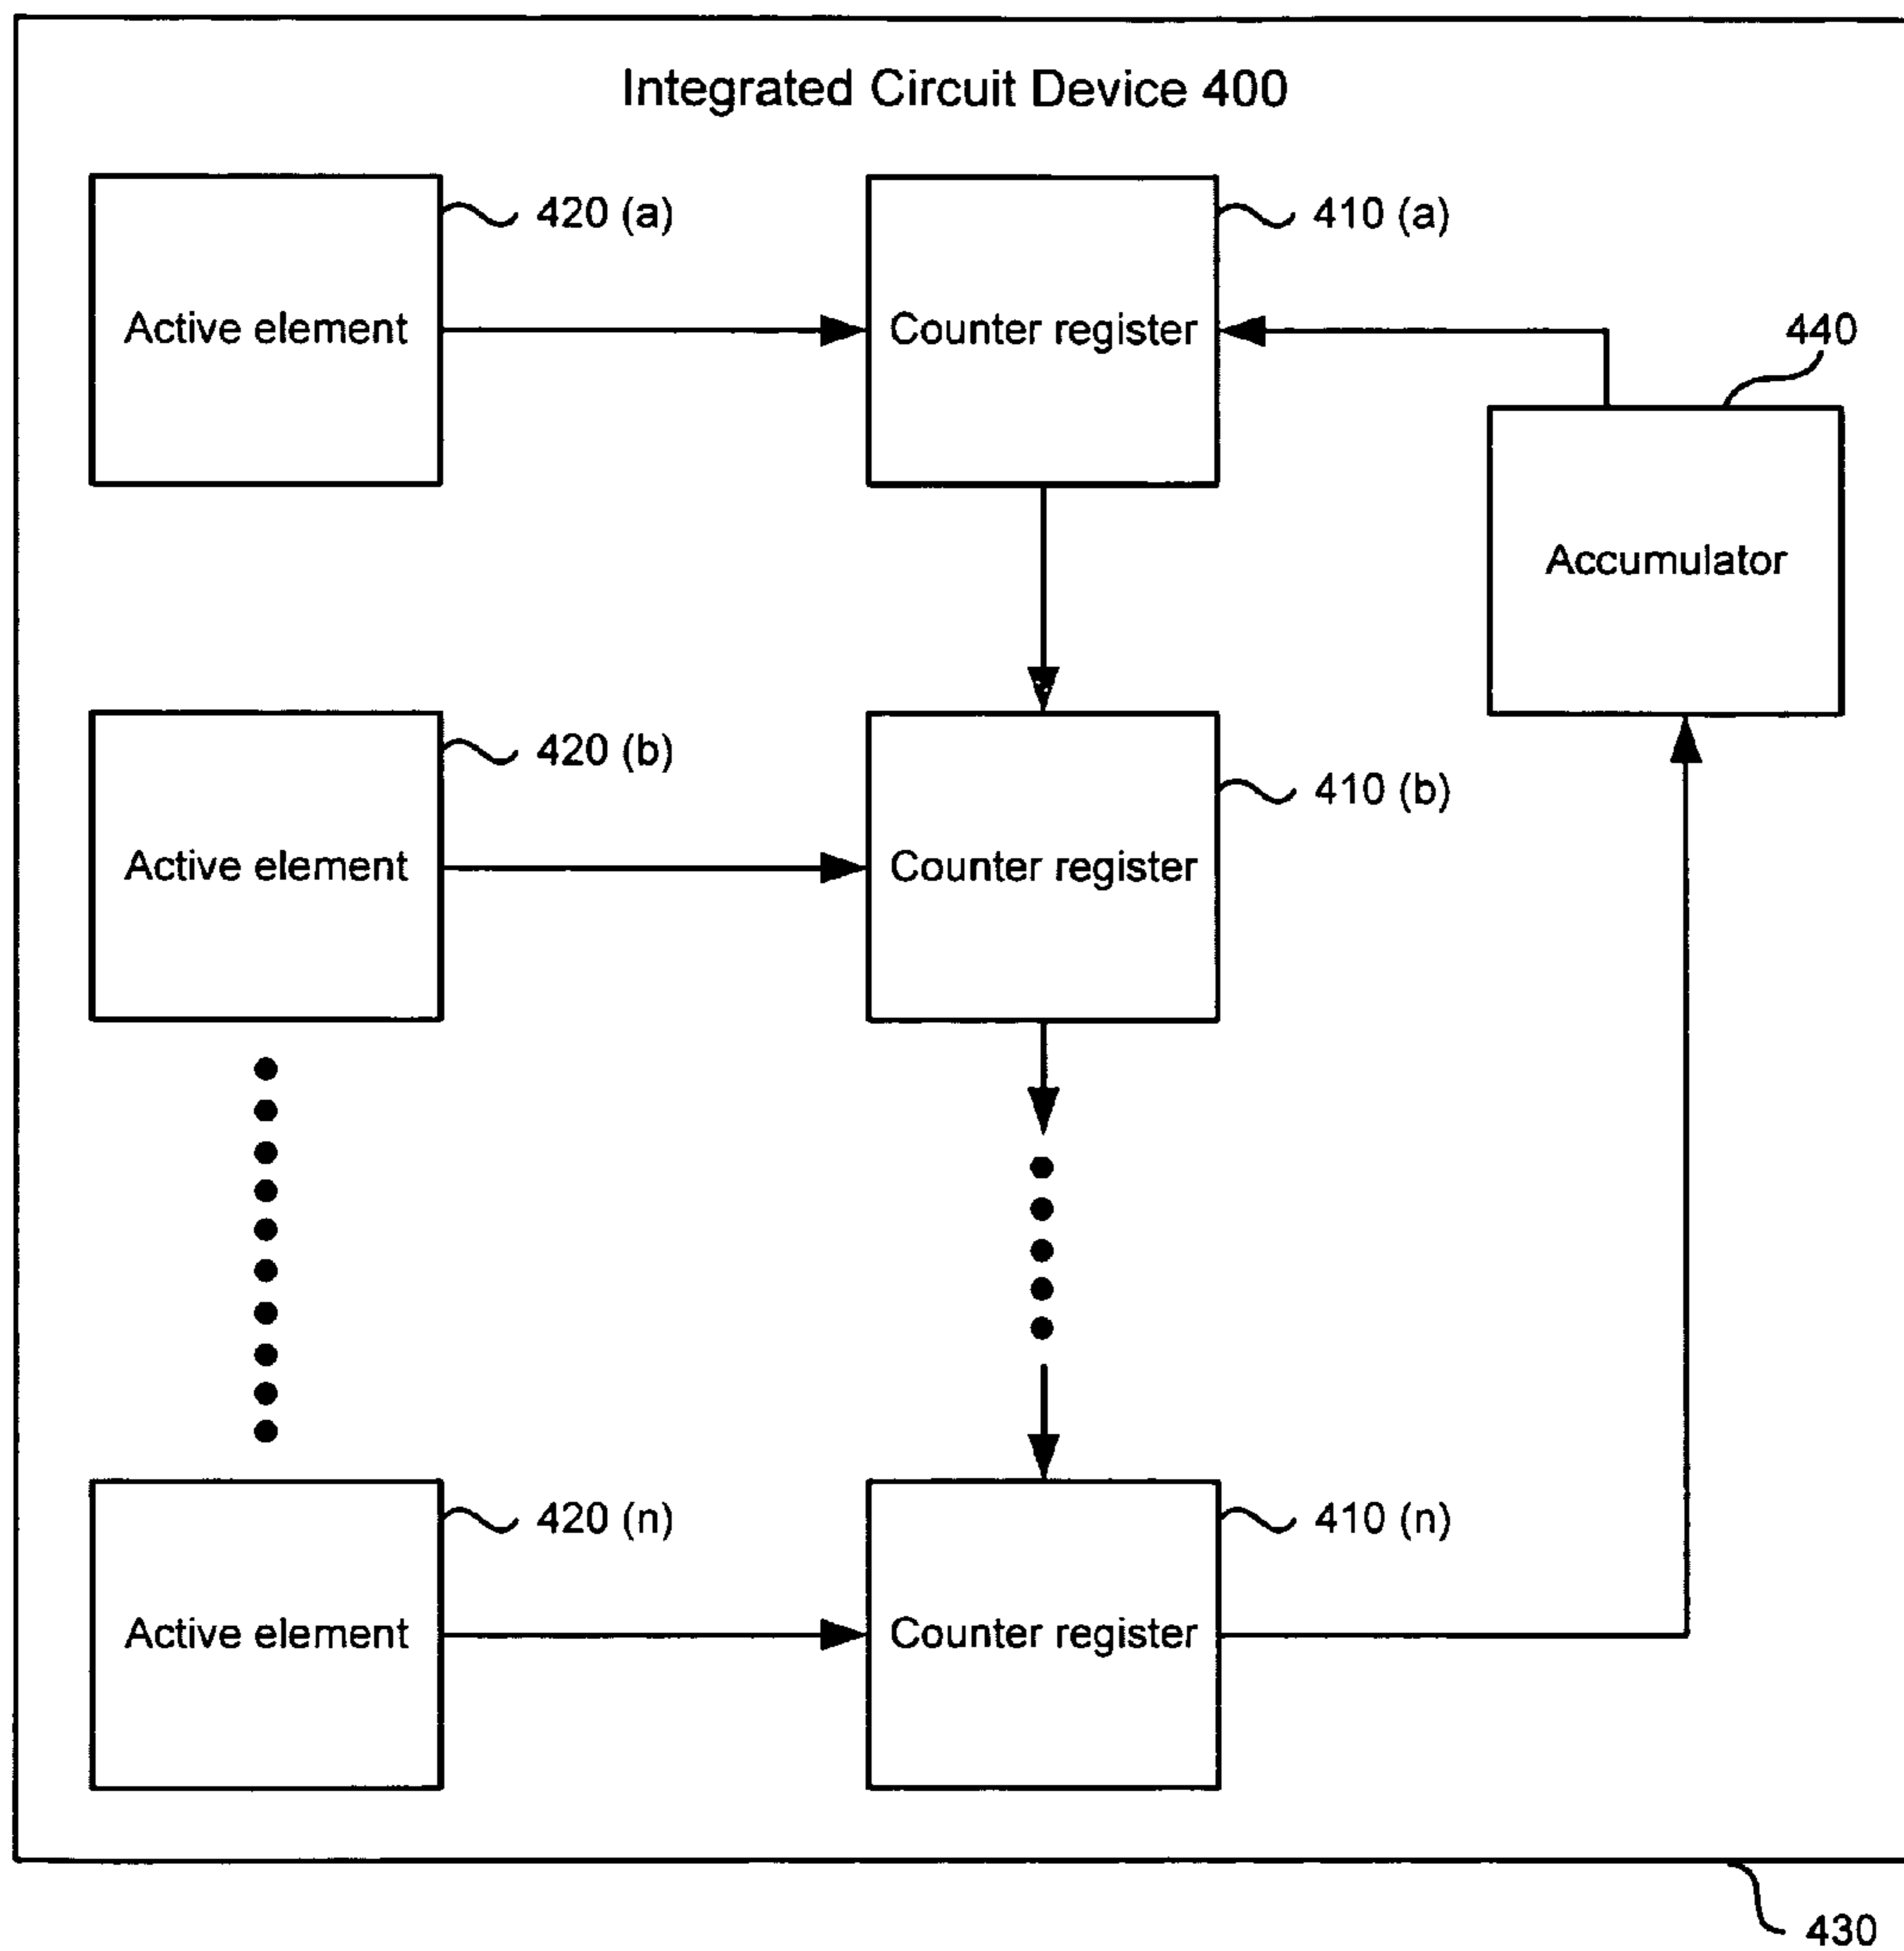 Integrated Circuit Device 400
420 (a)
410 (a)
Active element
Counter register
440
Accumulator
420 (b)
410 (b)
Active element
Counter register
420 (n)
410 (n)
Active element
Counter register
430